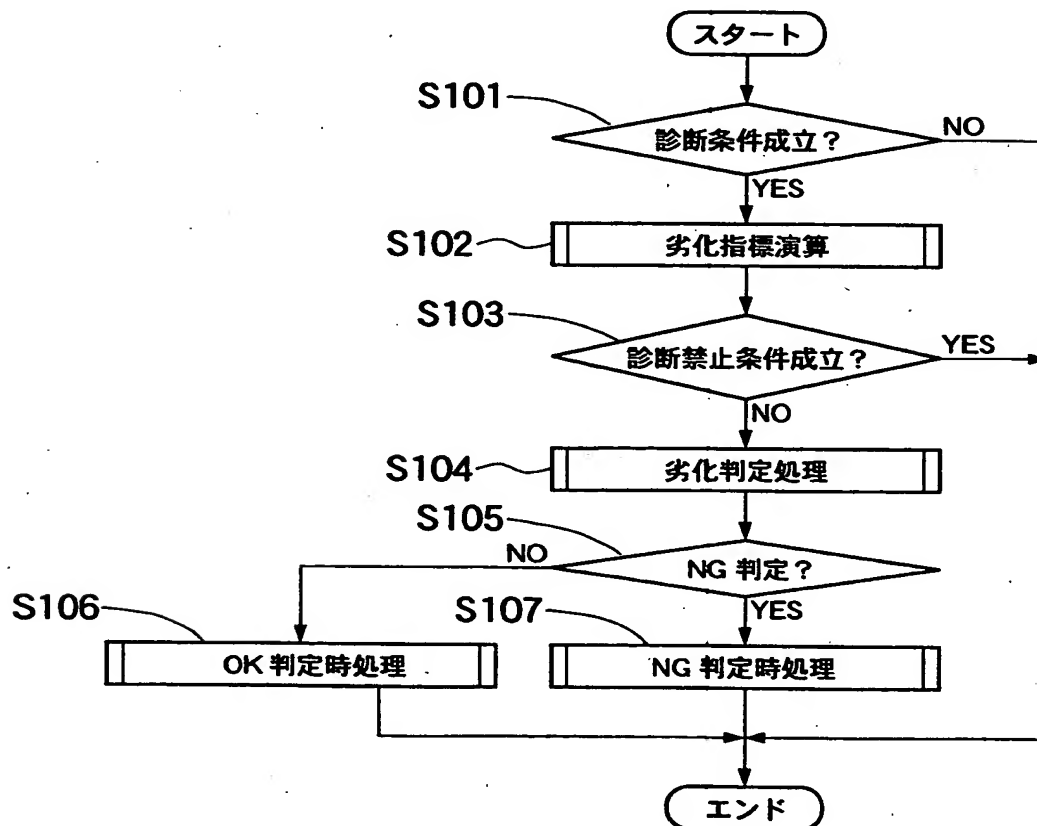 スタート
S101
診断条件成立？
NO
YES
S102
劣化指標演算
S103
診断禁止条件成立？
YES
NO
S104
劣化判定処理
S105
NO
NG 判定？
YES
S106
S107
OK 判定時処理
NG 判定時処理
エンド